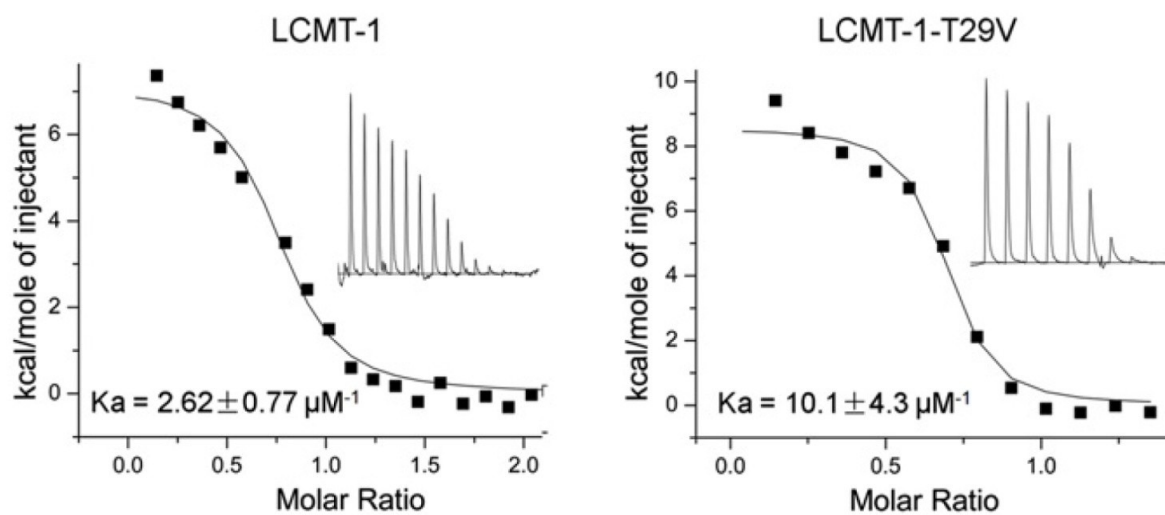 LCMT-1
kcal/mole of injectant
6
4
2
0
Ka = 2.62±0.77 µM⁻¹
0.0 0.5 1.0 1.5 2.0
Molar Ratio
LCMT-1-T29V
kcal/mole of injectant
10
8
6
4
2
0
Ka = 10.1±4.3 µM⁻¹
0.0 0.5 1.0
Molar Ratio